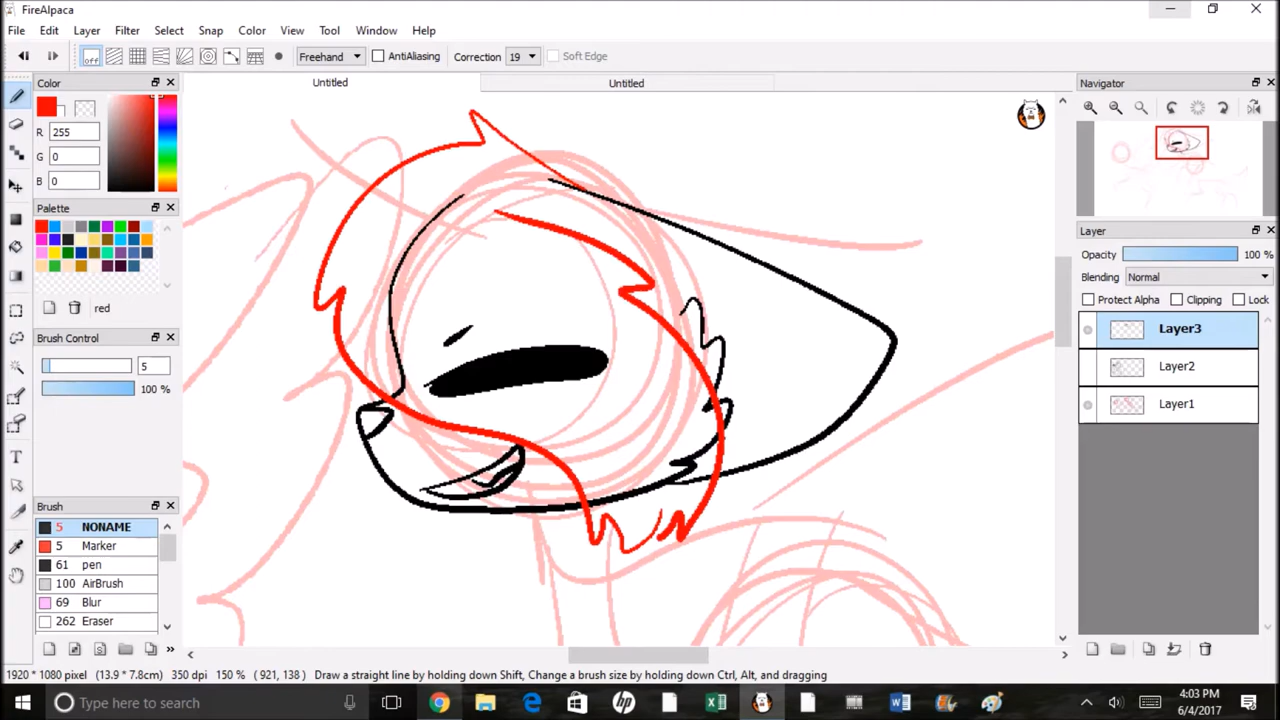 FireAlpaca
File Edit Layer Filter Select Snap Color View Tool Window Help
off Freehand AntiAliasing Correction 19 Soft Edge
Color
Untitled Untitled
Navigator
R 255
G 0
B 0
Palette
red
Brush Control
5
100 %
Brush
5 NONAME
5 Marker
61 pen
100 AirBrush
69 Blur
262 Eraser
Layer
Opacity 100 %
Blending Normal
Protect Alpha Clipping Lock
Layer3
Layer2
Layer1
1920 * 1080 pixel (13.9 * 7.8cm) 350 dpi 150 % ( 921, 138 ) Draw a straight line by holding down Shift, Change a brush size by holding down Ctrl, Alt, and dragging
Type here to search
4:03 PM
6/4/2017